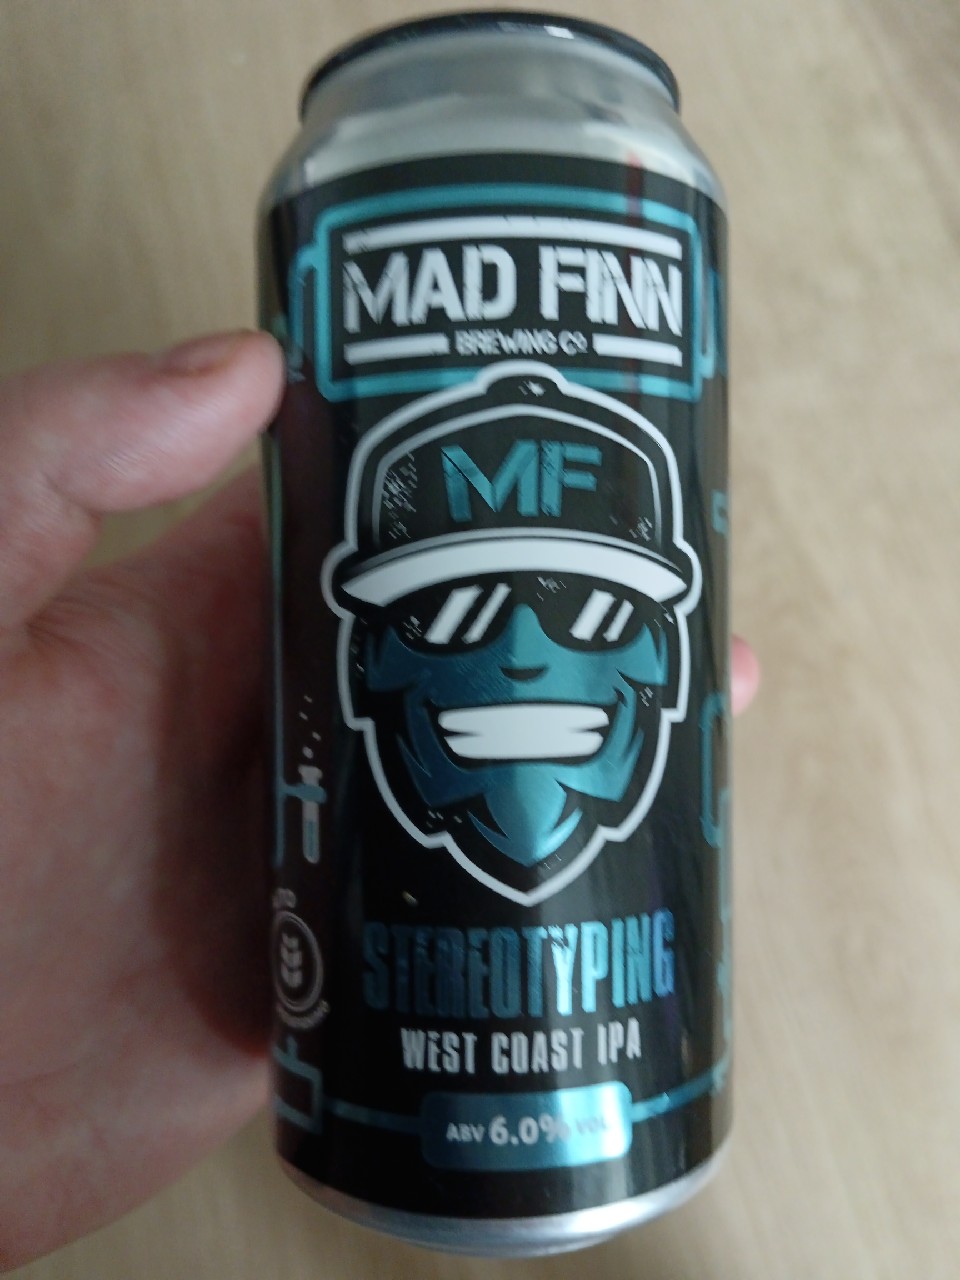 MAD FINN
BREWING CO
MF
STEREOTYPING
WEST COAST IPA
ABV 6.0% VOL